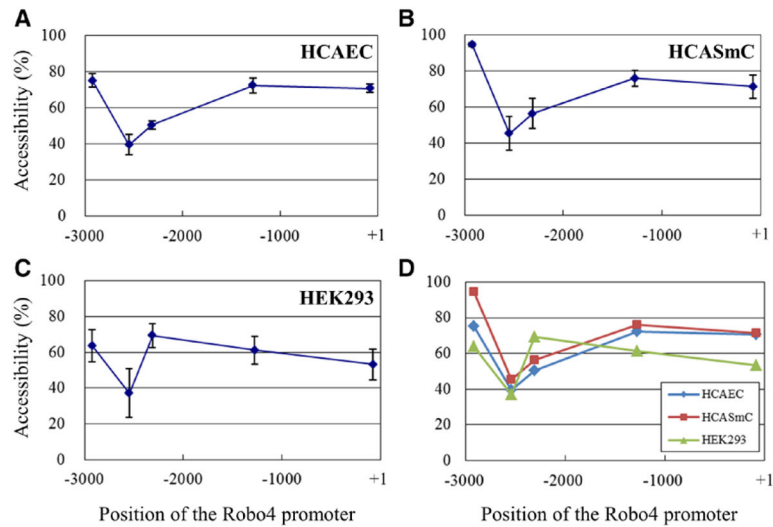 A
HCAEC
Accessibility (%)
100
80
60
40
20
0
-3000
-2000
-1000
+1
B
HCASmC
100
80
60
40
20
0
-3000
-2000
-1000
+1
C
HEK293
Accessibility (%)
100
80
60
40
20
0
-3000
-2000
-1000
+1
Position of the Robo4 promoter
D
100
80
60
40
20
0
HCAEC
HCASmC
HEK293
-3000
-2000
-1000
+1
Position of the Robo4 promoter